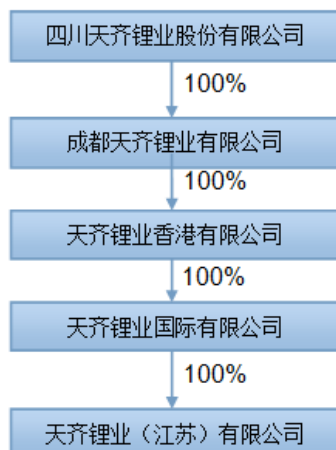 四川天齐锂业股份有限公司
100%
成都天齐锂业有限公司
100%
天齐锂业香港有限公司
100%
天齐锂业国际有限公司
100%
天齐锂业（江苏）有限公司